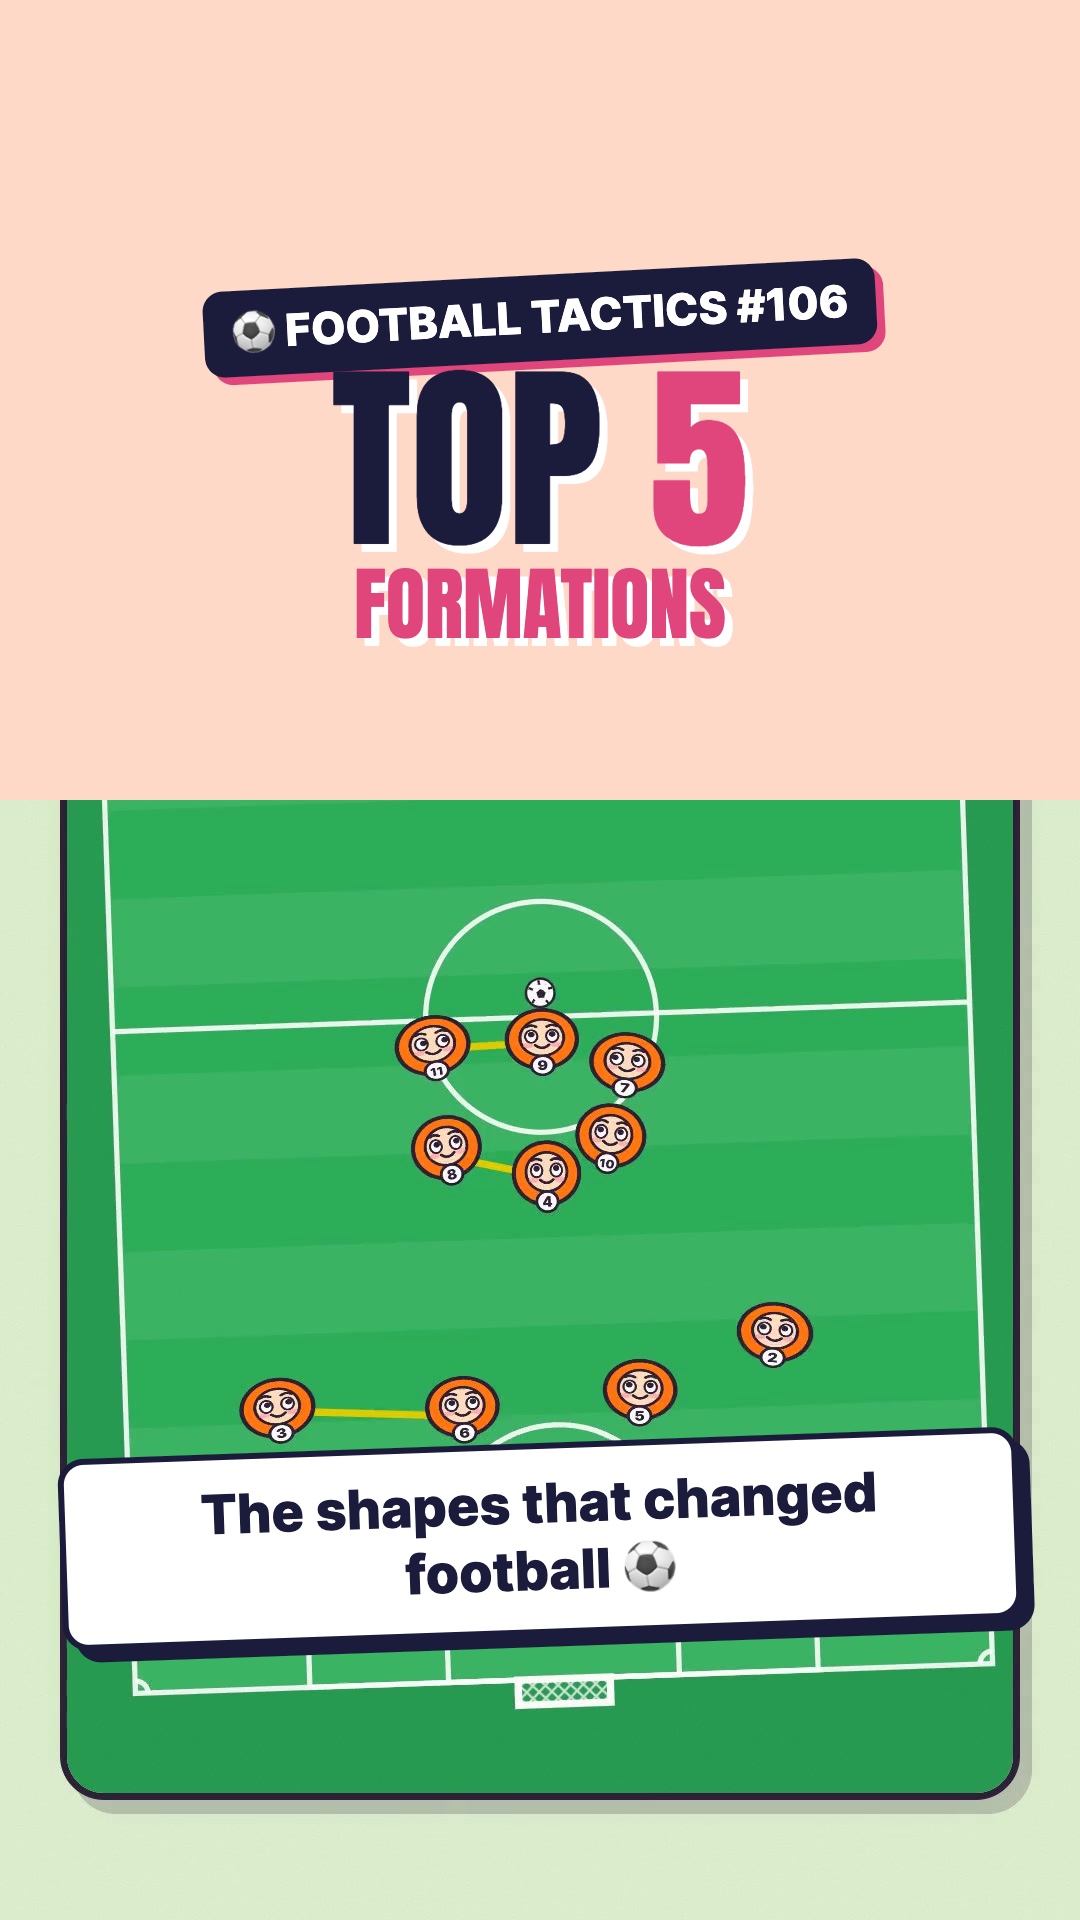 ⚽ FOOTBALL TACTICS #106
TOP 5
FORMATIONS
11
9
7
8
4
10
2
3
6
5
The shapes that changed
football ⚽